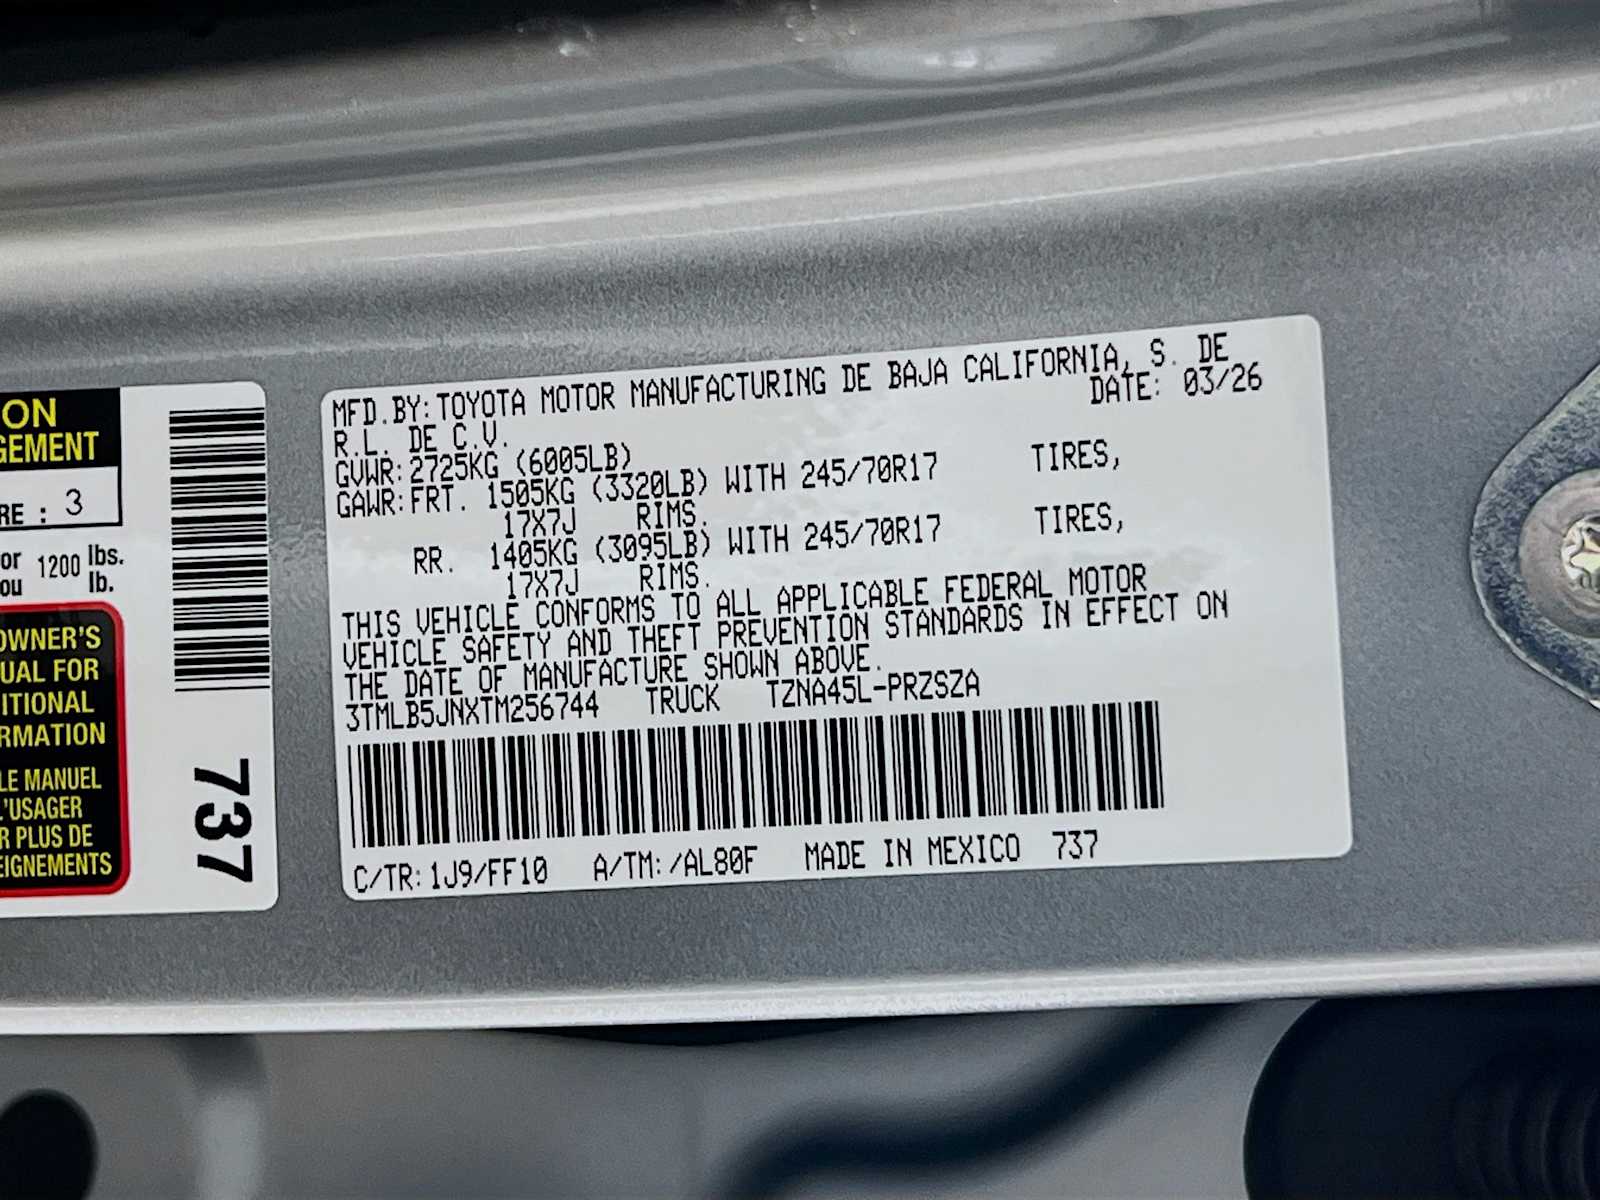 ON
GEMENT
RE : 3
or 1200 lbs.
ou lb.
OWNER'S
UAL FOR
ITIONAL
RMATION
LE MANUEL
L'USAGER
R PLUS DE
EIGNEMENTS
737
MFD.BY:TOYOTA MOTOR MANUFACTURING DE BAJA CALIFORNIA, S. DE
R.L. DE C.V. DATE: 03/26
GVWR:2725KG (6005LB)
GAWR:FRT. 1505KG (3320LB) WITH 245/70R17 TIRES,
17X7J RIMS.
RR. 1405KG (3095LB) WITH 245/70R17 TIRES,
17X7J RIMS.
THIS VEHICLE CONFORMS TO ALL APPLICABLE FEDERAL MOTOR
VEHICLE SAFETY AND THEFT PREVENTION STANDARDS IN EFFECT ON
THE DATE OF MANUFACTURE SHOWN ABOVE.
3TMLB5JNXTM256744 TRUCK TZNA45L-PRZSZA
C/TR:1J9/FF10 A/TM:/AL80F MADE IN MEXICO 737